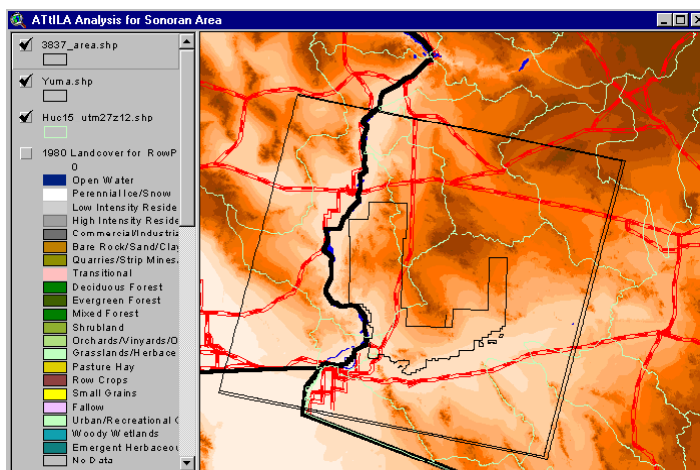 ATtILA Analysis for Sonoran Area
3837_area.shp
Yuma.shp
Huc15 utm27z12.shp
1980 Landcover for RowP
0
Open Water
Perennial Ice/Snow
Low Intensity Reside
High Intensity Reside
Commercial/Industria
Bare Rock/Sand/Clay
Quarries/Strip Mines.
Transitional
Deciduous Forest
Evergreen Forest
Mixed Forest
Shrubland
Orchards/Vinyards/O
Grasslands/Herbace
Pasture Hay
Row Crops
Small Grains
Fallow
Urban/Recreational G
Woody Wetlands
Emergent Herbaceou
No Data